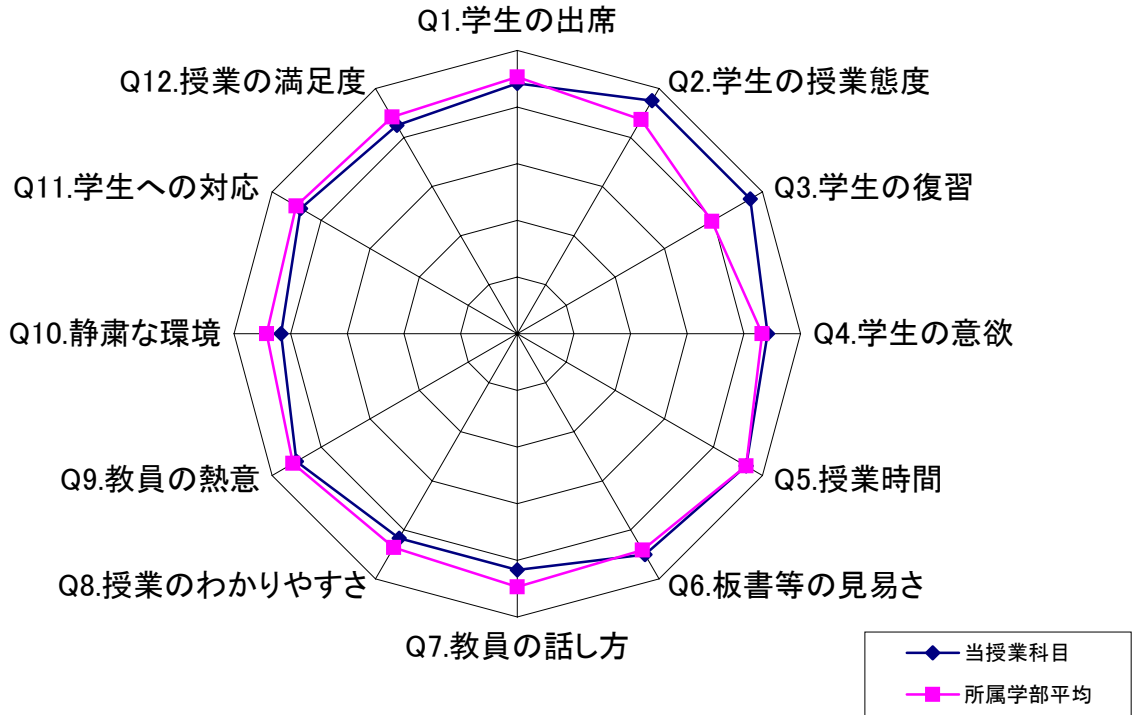 Q1.学生の出席
Q2.学生の授業態度
Q3.学生の復習
Q4.学生の意欲
Q5.授業時間
Q6.板書等の見易さ
Q7.教員の話し方
Q8.授業のわかりやすさ
Q9.教員の熱意
Q10.静粛な環境
Q11.学生への対応
Q12.授業の満足度
当授業科目
所属学部平均